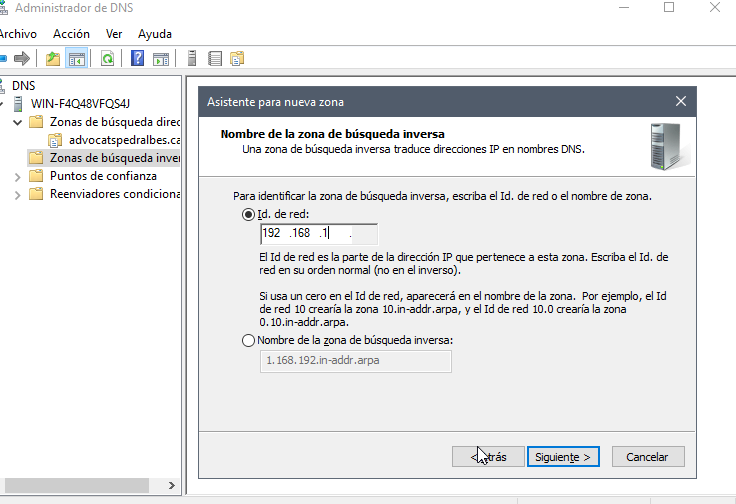 Administrador de DNS
Archivo Acción Ver Ayuda
DNS
WIN-F4Q48VFQS4J
Zonas de búsqueda direc
advocatspedralbes.ca
Zonas de búsqueda inver
Puntos de confianza
Reenviadores condiciona
Asistente para nueva zona
Nombre de la zona de búsqueda inversa
Una zona de búsqueda inversa traduce direcciones IP en nombres DNS.
Para identificar la zona de búsqueda inversa, escriba el Id. de red o el nombre de zona.
Id. de red:
192 .168 .1 .
El Id de red es la parte de la dirección IP que pertenece a esta zona. Escriba el Id. de
red en su orden normal (no en el inverso).
Si usa un cero en el Id de red, aparecerá en el nombre de la zona. Por ejemplo, el Id
de red 10 crearía la zona 10.in-addr.arpa, y el Id de red 10.0 crearía la zona
0.10.in-addr.arpa.
Nombre de la zona de búsqueda inversa:
1.168.192.in-addr.arpa
< Atrás Siguiente > Cancelar